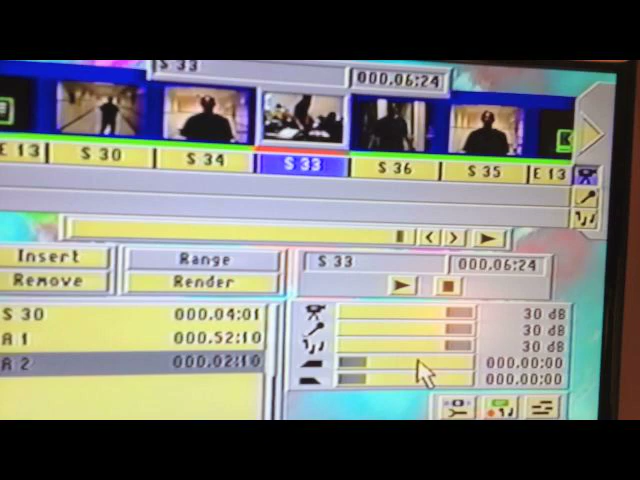 S 33
000.06:24
E 13 S 30 S 34 S 33 S 36 S 35 E 13
Insert Range S 33 000.06:24
Remove Render
S 30 000.04:01 30 dB
A 1 000.52:10 30 dB
30 dB
A 2 000.02:10 000.00:00
000.00:00